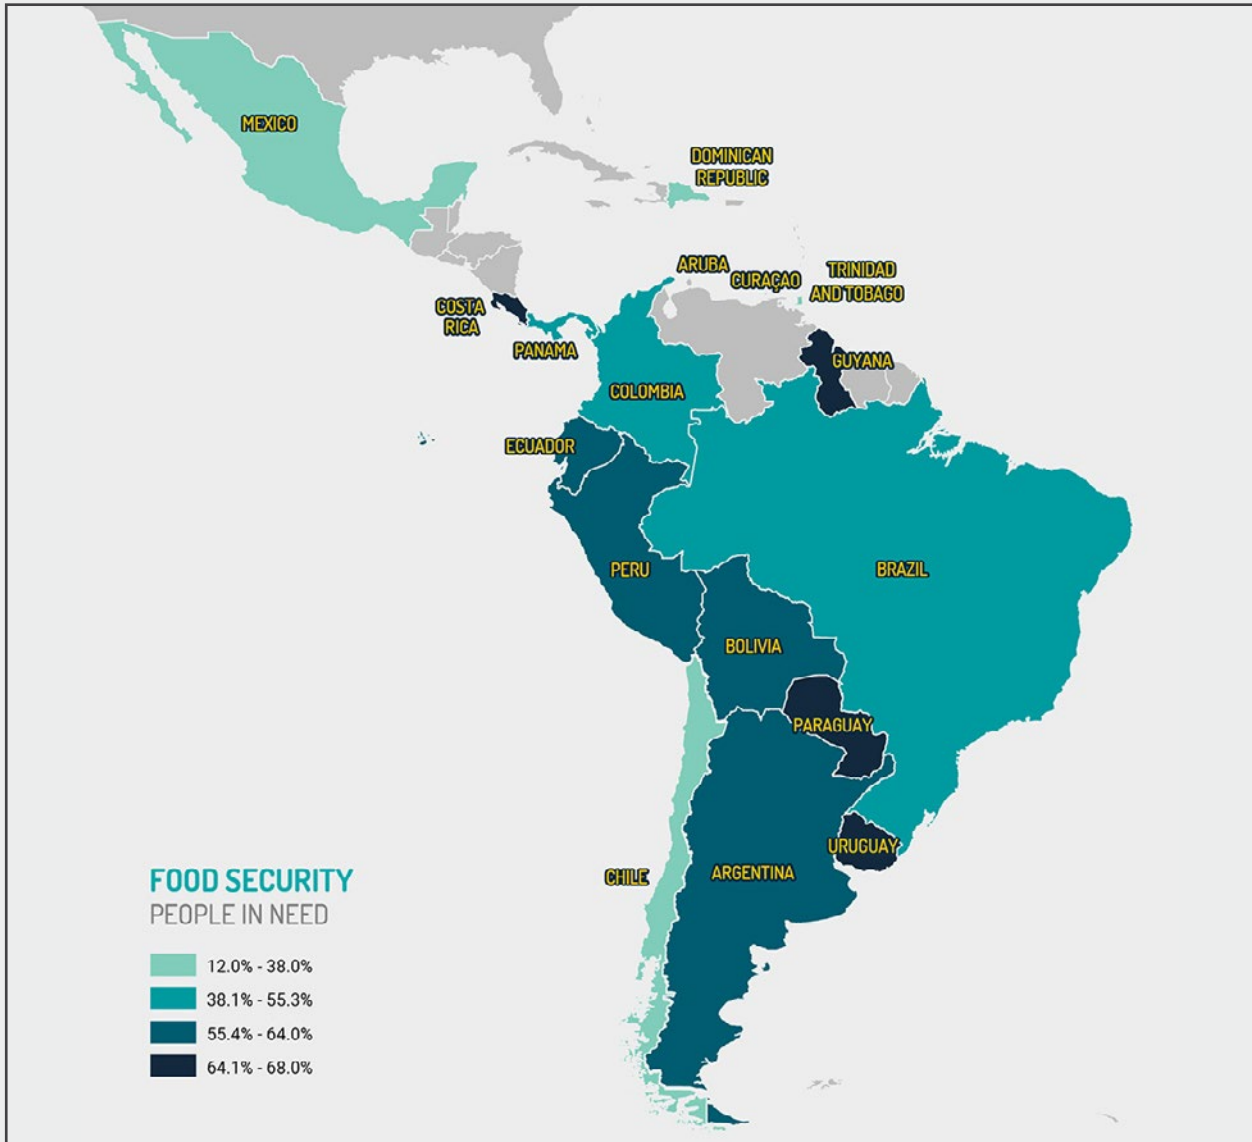 MEXICO
DOMINICAN
REPUBLIC
ARUBA
CURAÇAO
TRINIDAD
AND TOBAGO
COSTA
RICA
PANAMA
GUYANA
COLOMBIA
ECUADOR
PERU
BRAZIL
BOLIVIA
PARAGUAY
URUGUAY
CHILE
ARGENTINA
FOOD SECURITY
PEOPLE IN NEED
12.0% - 38.0%
38.1% - 55.3%
55.4% - 64.0%
64.1% - 68.0%